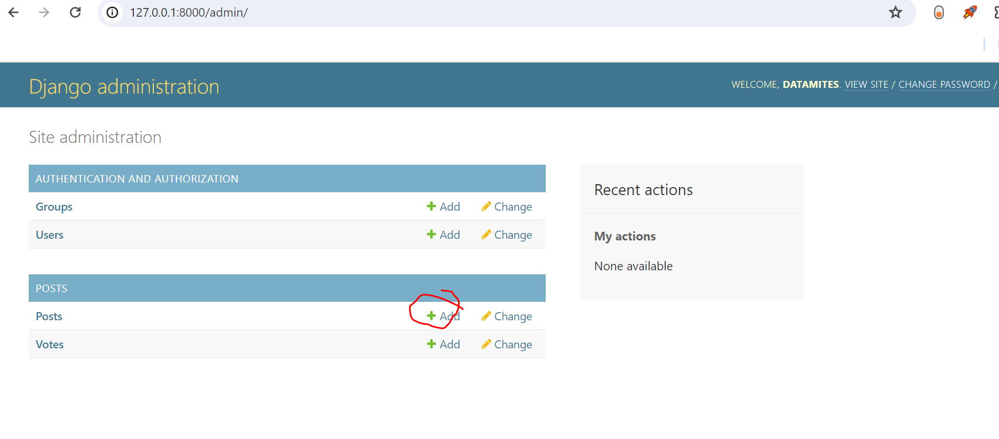 127.0.0.1:8000/admin/
Django administration
WELCOME, DATAMITES. VIEW SITE / CHANGE PASSWORD /
Site administration
AUTHENTICATION AND AUTHORIZATION
Groups Add Change
Users Add Change
POSTS
Posts Add Change
Votes Add Change
Recent actions
My actions
None available